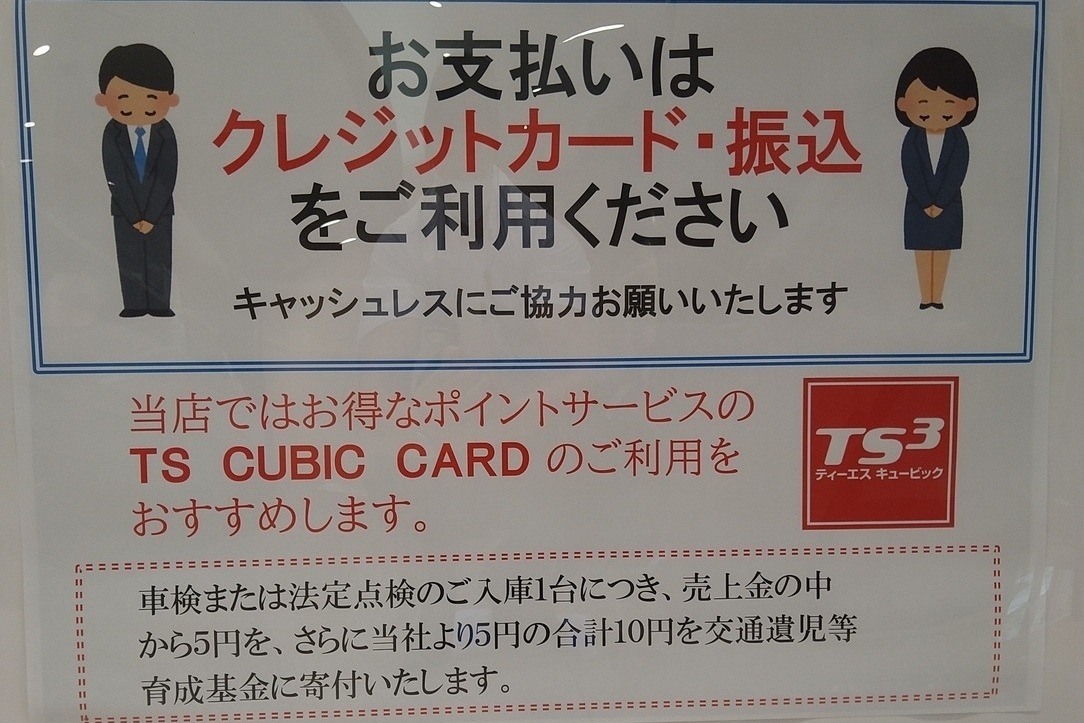 お支払いは
クレジットカード・振込
をご利用ください
キャッシュレスにご協力お願いいたします
当店ではお得なポイントサービスの
TS CUBIC CARD のご利用を
おすすめします。
TS3
ティーエス キュービック
車検または法定点検のご入庫1台につき、売上金の中
から5円を、さらに当社より5円の合計10円を交通遺児等
育成基金に寄付いたします。